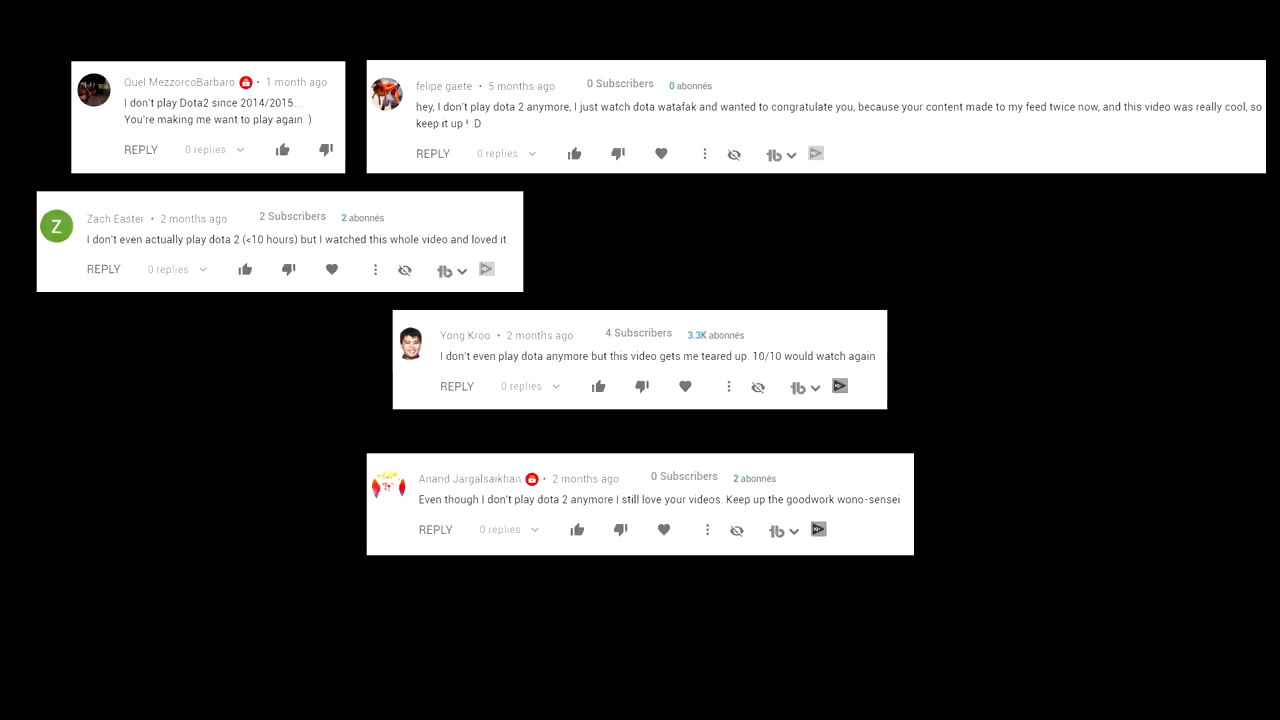 Quel MezzorcoBarbaro • 1 month ago
I don't play Dota2 since 2014/2015...
You're making me want to play again :)
REPLY 0 replies
felipe gaete • 5 months ago 0 Subscribers 0 abonnés
hey, I don't play dota 2 anymore, I just watch dota watafak and wanted to congratulate you, because your content made to my feed twice now, and this video was really cool, so
keep it up ! :D
REPLY 0 replies
Z
Zach Easter • 2 months ago 2 Subscribers 2 abonnés
I don't even actually play dota 2 (<10 hours) but I watched this whole video and loved it.
REPLY 0 replies
Yong Kroo • 2 months ago 4 Subscribers 3.3K abonnés
I don't even play dota anymore but this video gets me teared up. 10/10 would watch again
REPLY 0 replies
Anand Jargalsaikhan • 2 months ago 0 Subscribers 2 abonnés
Even though I don't play dota 2 anymore I still love your videos. Keep up the goodwork wono-sensei
REPLY 0 replies